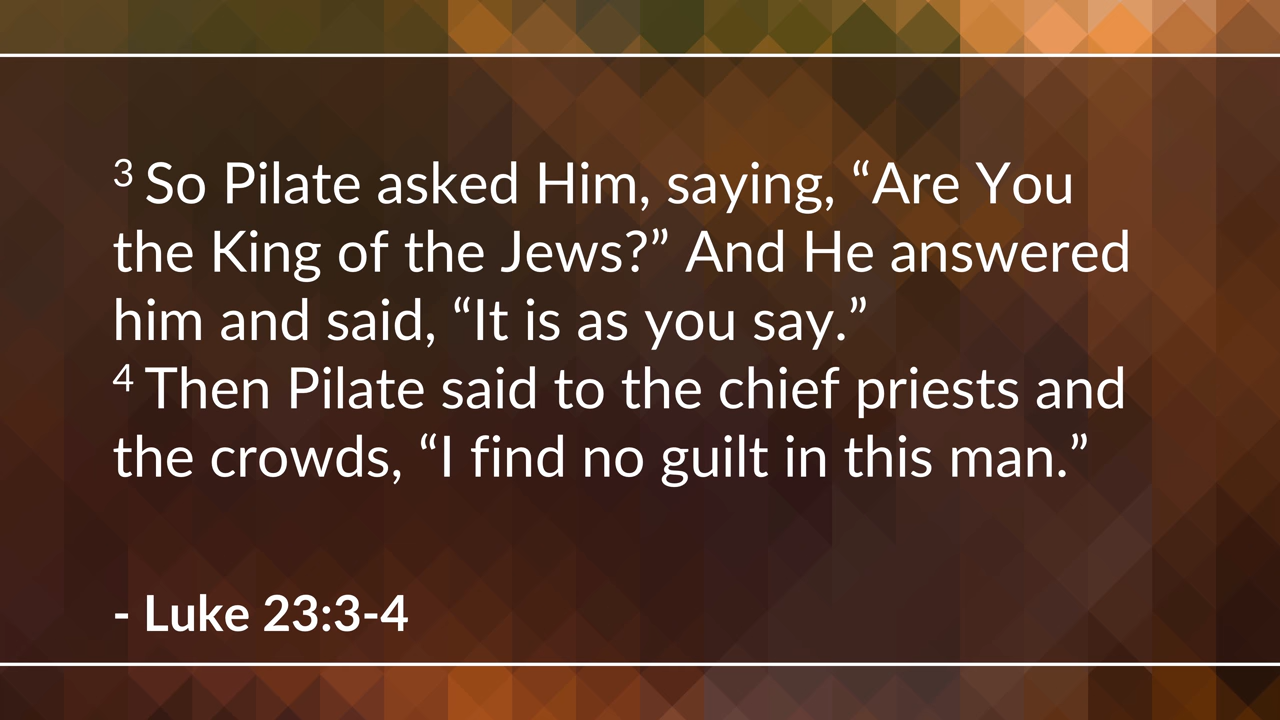 3 So Pilate asked Him, saying, “Are You
the King of the Jews?” And He answered
him and said, “It is as you say.”
4 Then Pilate said to the chief priests and
the crowds, “I find no guilt in this man.”
- Luke 23:3-4